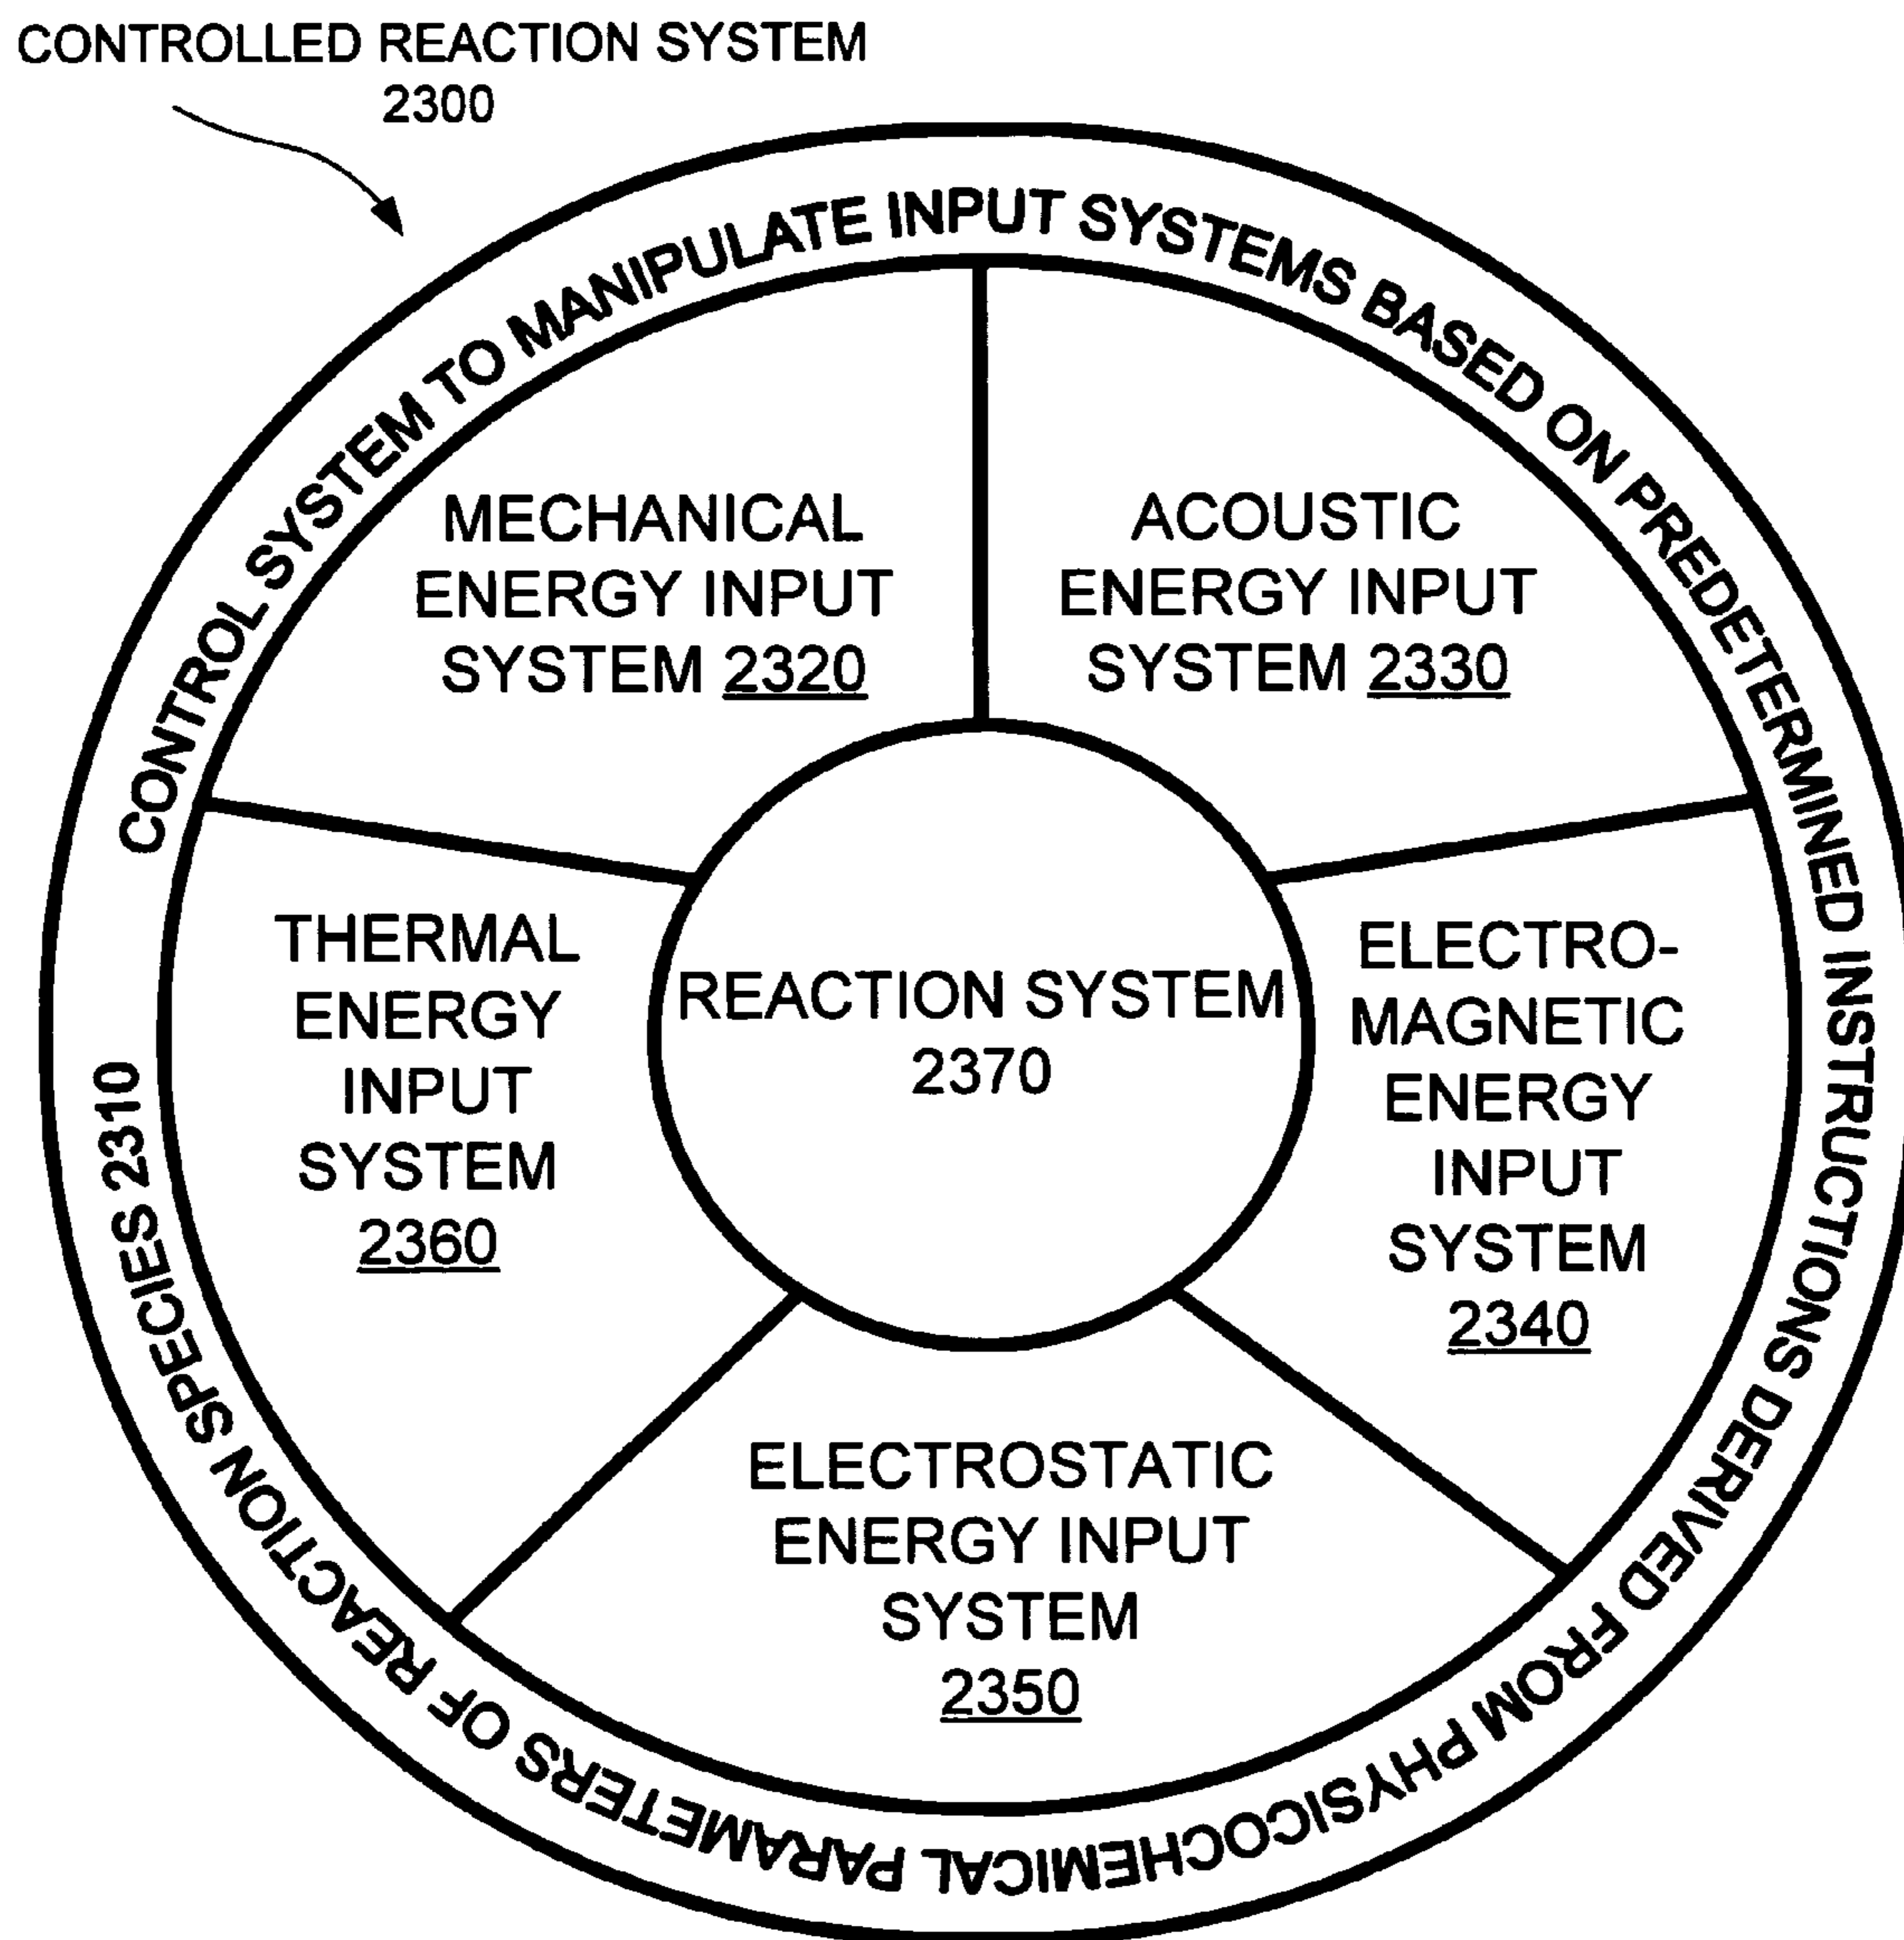 CONTROLLED REACTION SYSTEM
2300
CONTROL SYSTEM TO MANIPULATE INPUT SYSTEMS BASED ON PREDETERMINED INSTRUCTIONS DERIVED FROM PHYSICOCHEMICAL PARAMETERS OF REACTION SPECIES 2310
MECHANICAL
ENERGY INPUT
SYSTEM 2320
ACOUSTIC
ENERGY INPUT
SYSTEM 2330
THERMAL
ENERGY
INPUT
SYSTEM
2360
REACTION SYSTEM
2370
ELECTRO-
MAGNETIC
ENERGY
INPUT
SYSTEM
2340
ELECTROSTATIC
ENERGY INPUT
SYSTEM
2350